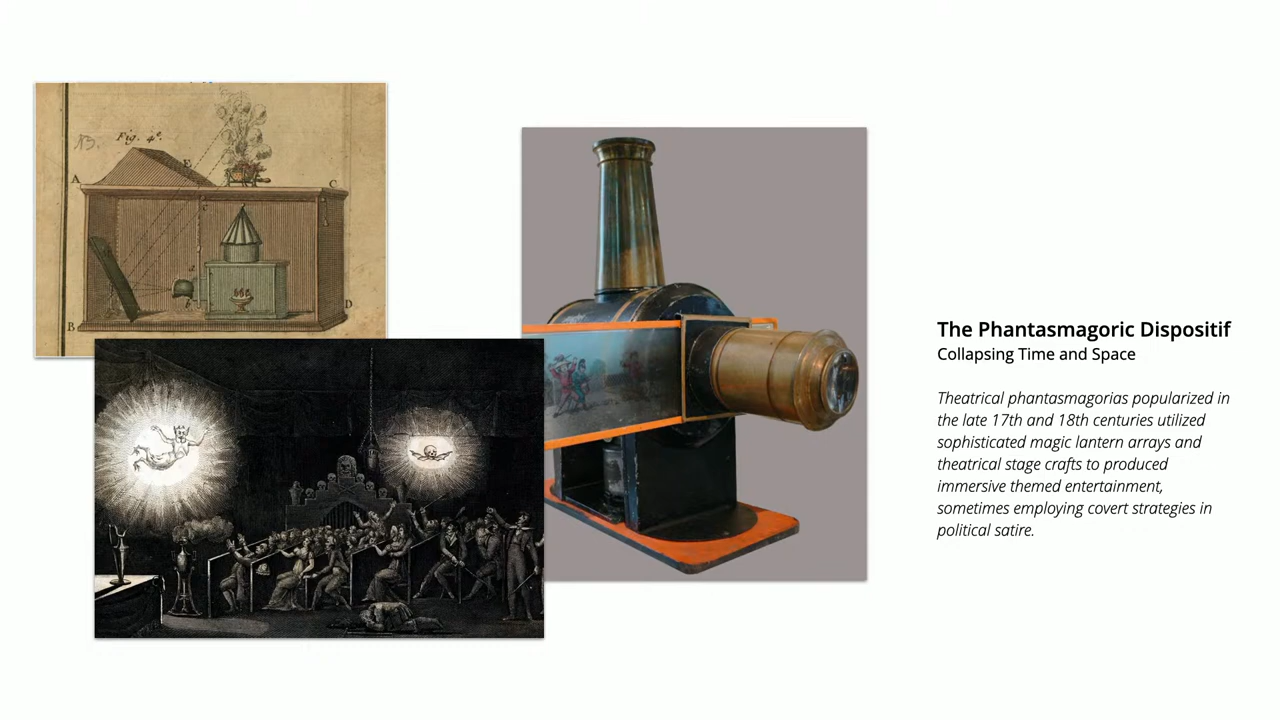 13.
Fig. 4e.
E
A
C
D
B
The Phantasmagoric Dispositif
Collapsing Time and Space
Theatrical phantasmagorias popularized in
the late 17th and 18th centuries utilized
sophisticated magic lantern arrays and
theatrical stage crafts to produced
immersive themed entertainment,
sometimes employing covert strategies in
political satire.